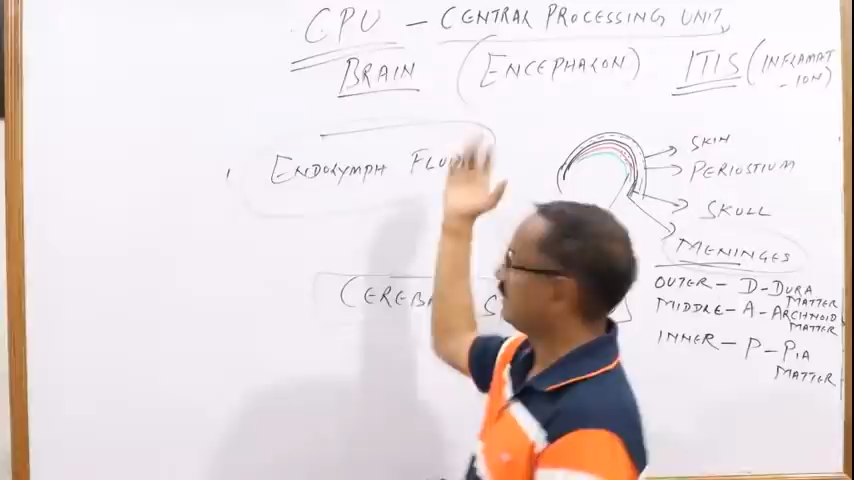 CPU - CENTRAL PROCESSING UNIT
BRAIN (ENCEPHALON) ITIS (INFLAMAT
-ION)
ENDOLYMPH
SKIN
PERIOSTIUM
SKULL
MENINGES
OUTER - D - DURA
MATTER
MIDDLE - A - ARCHNOID
MATTER
INNER - P - PIA
MATTER